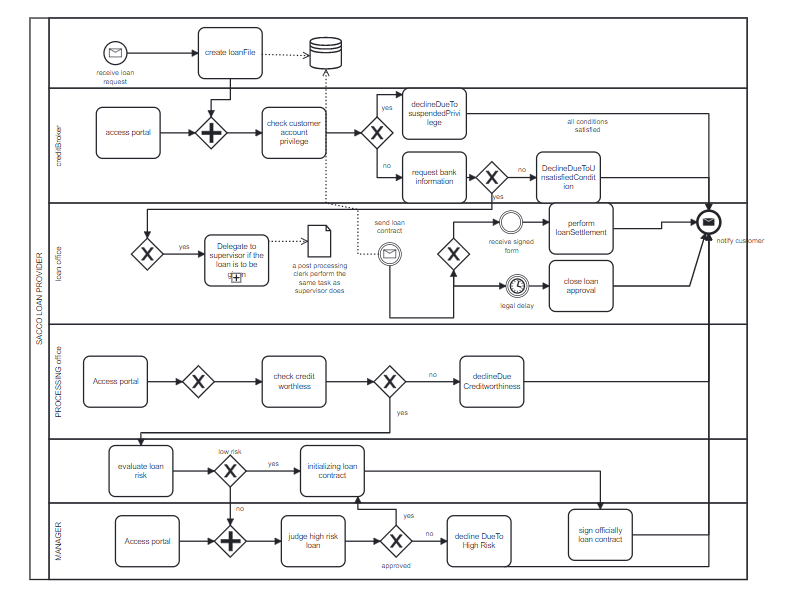 SACCO LOAN PROVIDER
receive loan
request
create loanFile
creditBroker
access portal
check customer
account
privilege
yes
no
declineDueTo
suspendedPrivi
lege
request bank
information
yes
no
DeclineDueToU
nsatisfiedCondit
ion
all conditions
satisfied
notify customer
loan office
yes
Delegate to
supervisor if the
loan is to be
a post processing
clerk perform the
same task as
supervisor does
send loan
contract
receive signed
form
legal delay
perform
loanSettlement
close loan
approval
PROCESSING office
Access portal
check credit
worthless
no
yes
declineDue
Creditworthiness
evaluate loan
risk
low risk
yes
no
initializing loan
contract
MANAGER
Access portal
judge high risk
loan
yes
no
approved
decline DueTo
High Risk
sign officially
loan contract